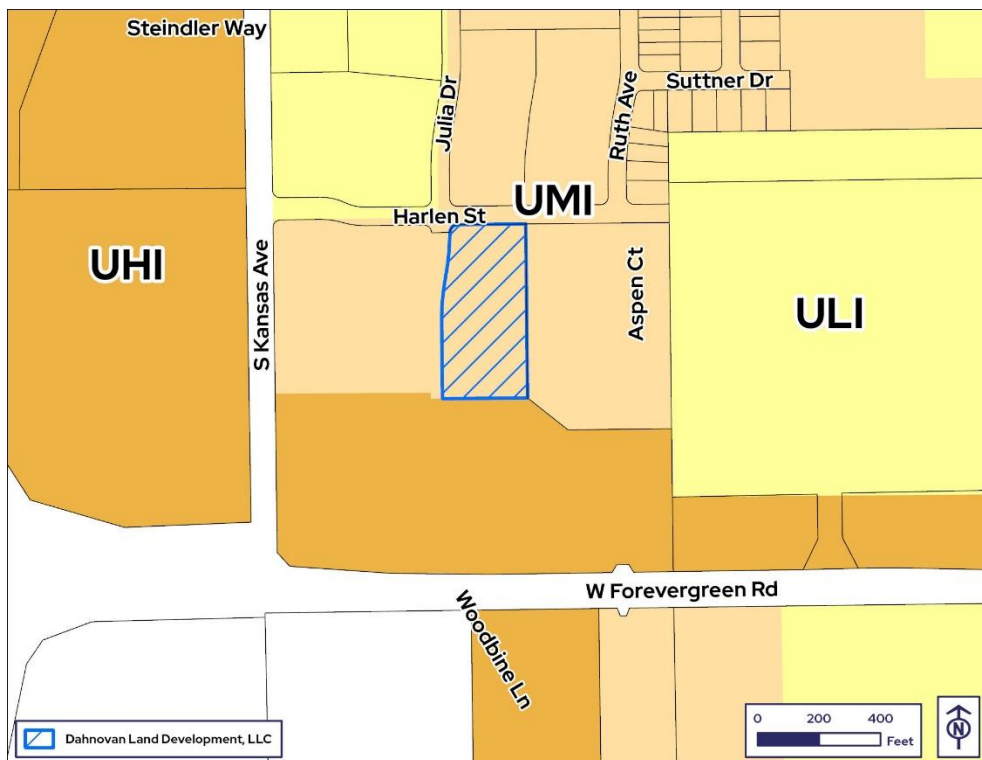 Steindler Way
Julia Dr
Ruth Ave
Suttner Dr
UMI
Harlen St
UHI
S Kansas Ave
Aspen Ct
ULI
W Forevergreen Rd
Woodbine Ln
Dahnovan Land Development, LLC
0 200 400
Feet
N